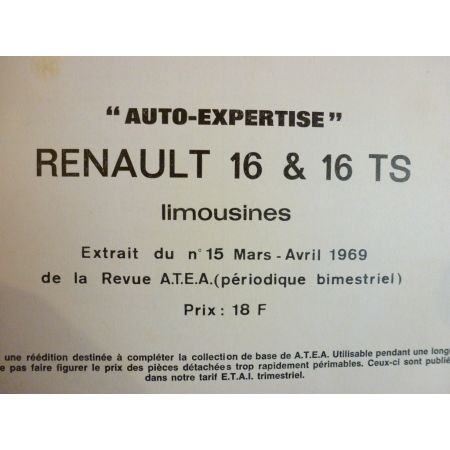 “ AUTO-EXPERTISE ”
RENAULT 16 & 16 TS
limousines
Extrait du n° 15 Mars - Avril 1969
de la Revue A.T.E.A. (périodique bimestriel)
Prix : 18 F
une réédition destinée à compléter la collection de base de A.T.E.A. Utilisable pendant une
pas faire figurer le prix des pièces détachées trop rapidement périmables. Ceux-ci sont
dans notre tarif E.T.A.I. trimestriel.